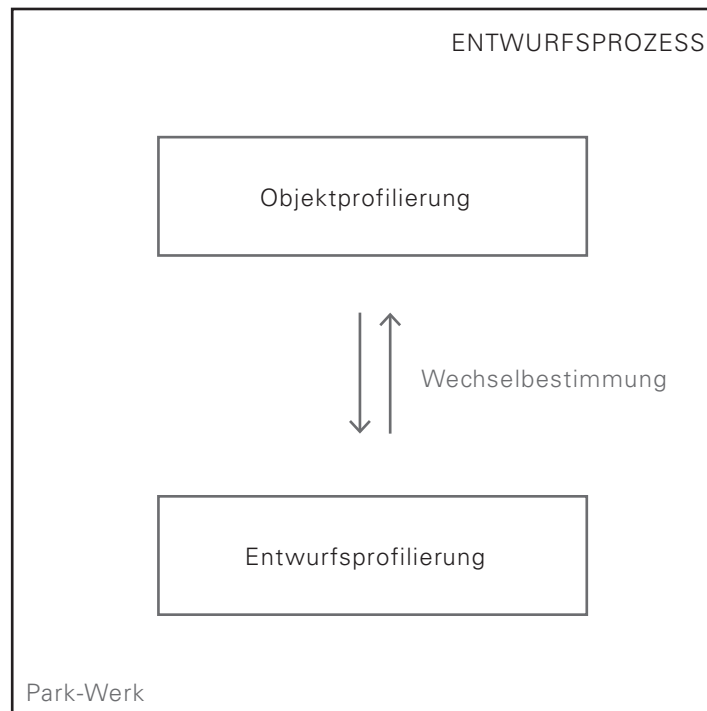 ENTWURFSPROZESS
Objektprofilierung
Wechselbestimmung
Entwurfsprofilierung
Park-Werk